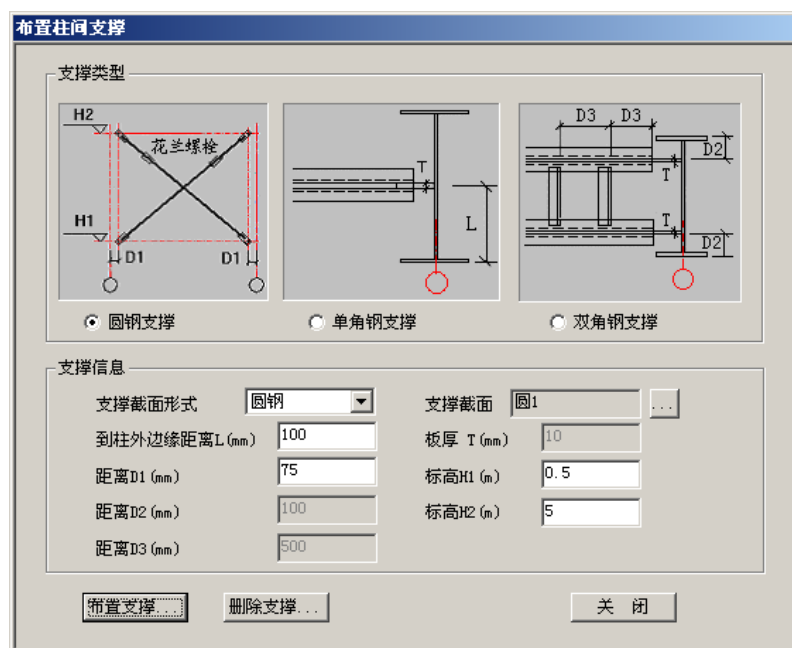 布置柱间支撑
支撑类型
H2
花兰螺栓
H1
D1 D1
T
L
D3 D3
D2
T
T
D2
圆钢支撑 单角钢支撑 双角钢支撑
支撑信息
支撑截面形式 圆钢 支撑截面 圆1 ...
到柱外边缘距离L(mm) 100 板厚 T(mm) 10
距离D1(mm) 75 标高H1(m) 0.5
距离D2(mm) 100 标高H2(m) 5
距离D3(mm) 500
布置支撑... 删除支撑... 关 闭